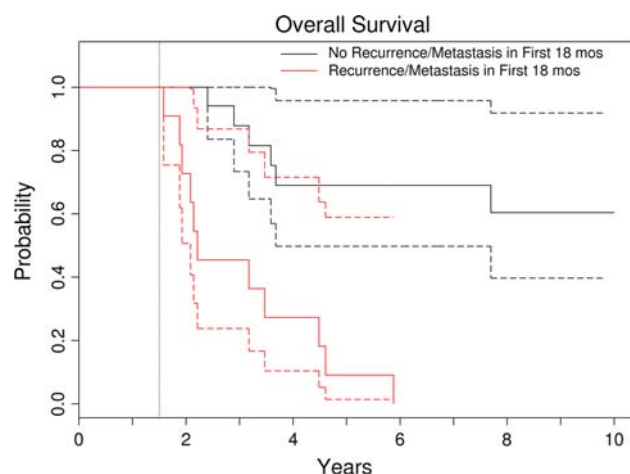 Overall Survival
No Recurrence/Metastasis in First 18 mos
Recurrence/Metastasis in First 18 mos
Probability
1.0
0.8
0.6
0.4
0.2
0.0
0 2 4 6 8 10
Years